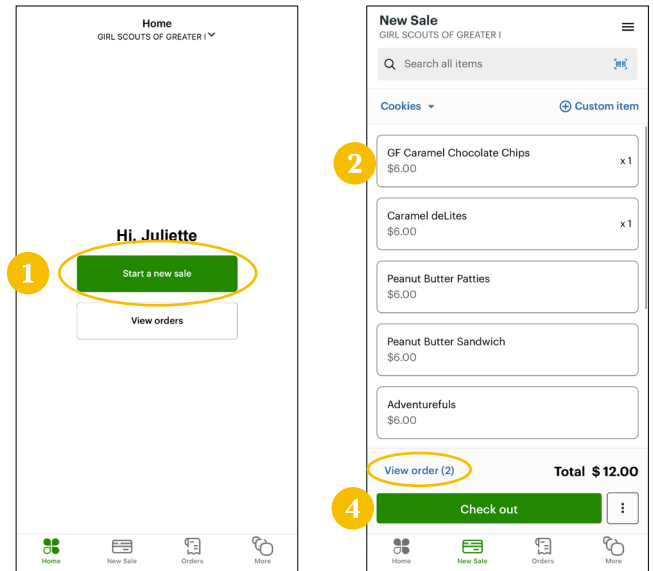 Home
GIRL SCOUTS OF GREATER I
Hi, Juliette
1
Start a new sale
View orders
Home
New Sale
Orders
More
New Sale
GIRL SCOUTS OF GREATER I
Search all items
Cookies
Custom item
2
GF Caramel Chocolate Chips
x 1
$6.00
Caramel deLites
x 1
$6.00
Peanut Butter Patties
$6.00
Peanut Butter Sandwich
$6.00
Adventurefuls
$6.00
View order (2)
Total $ 12.00
4
Check out
Home
New Sale
Orders
More